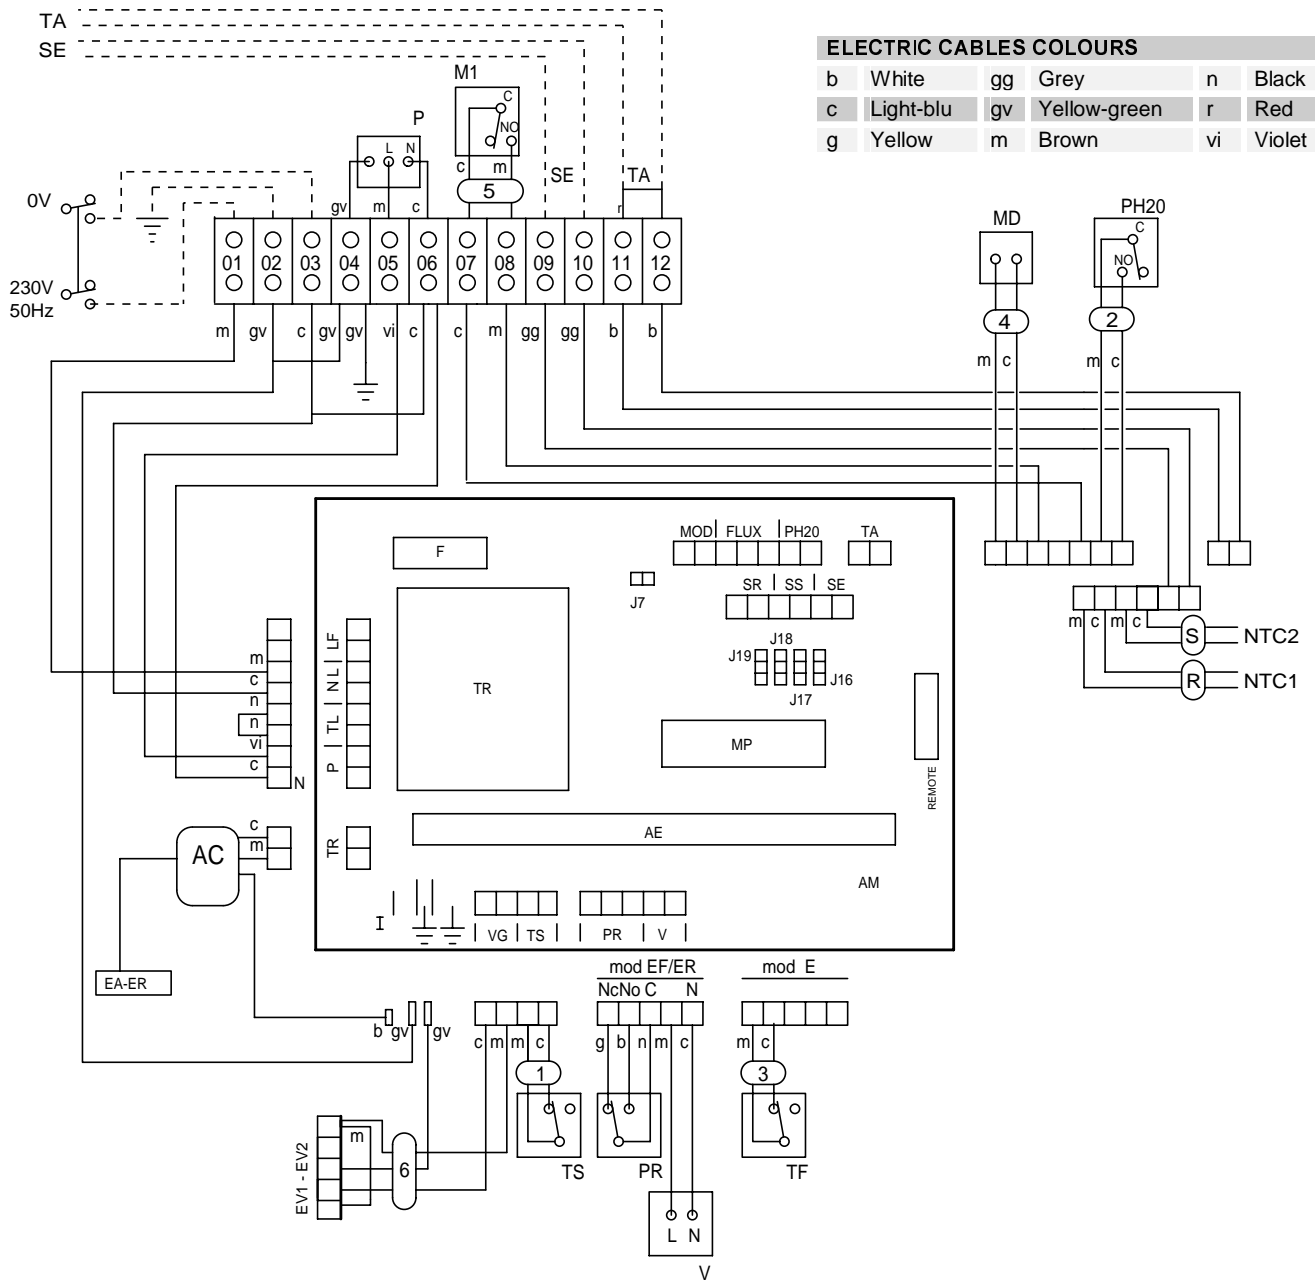 TA
SE
ELECTRIC CABLES COLOURS
b White gg Grey n Black
c Light-blu gv Yellow-green r Red
g Yellow m Brown vi Violet
M1
C
NO
P
L N
c m
5
SE
TA
gv m c
r
0V
230V
50Hz
01 02 03 04 05 06 07 08 09 10 11 12
m gv c gv gv vi c c m gg gg b b
MD
PH20
C
NO
4
2
m c
m c
MOD FLUX PH20 TA
F
J7
SR SS SE
m c m c
S NTC2
R NTC1
J18
J19
J16
J17
TR
MP
REMOTE
LF
N L
TL
P
m
c
n
n
vi
c
N
AE
AM
TR
c
m
AC
EA-ER
I
VG TS PR V
mod EF/ER
mod E
Nc No C N
b gv gv
c m m c
g b n m c
m c
1
3
TS
PR
TF
EV1 - EV2
m
6
L N
V